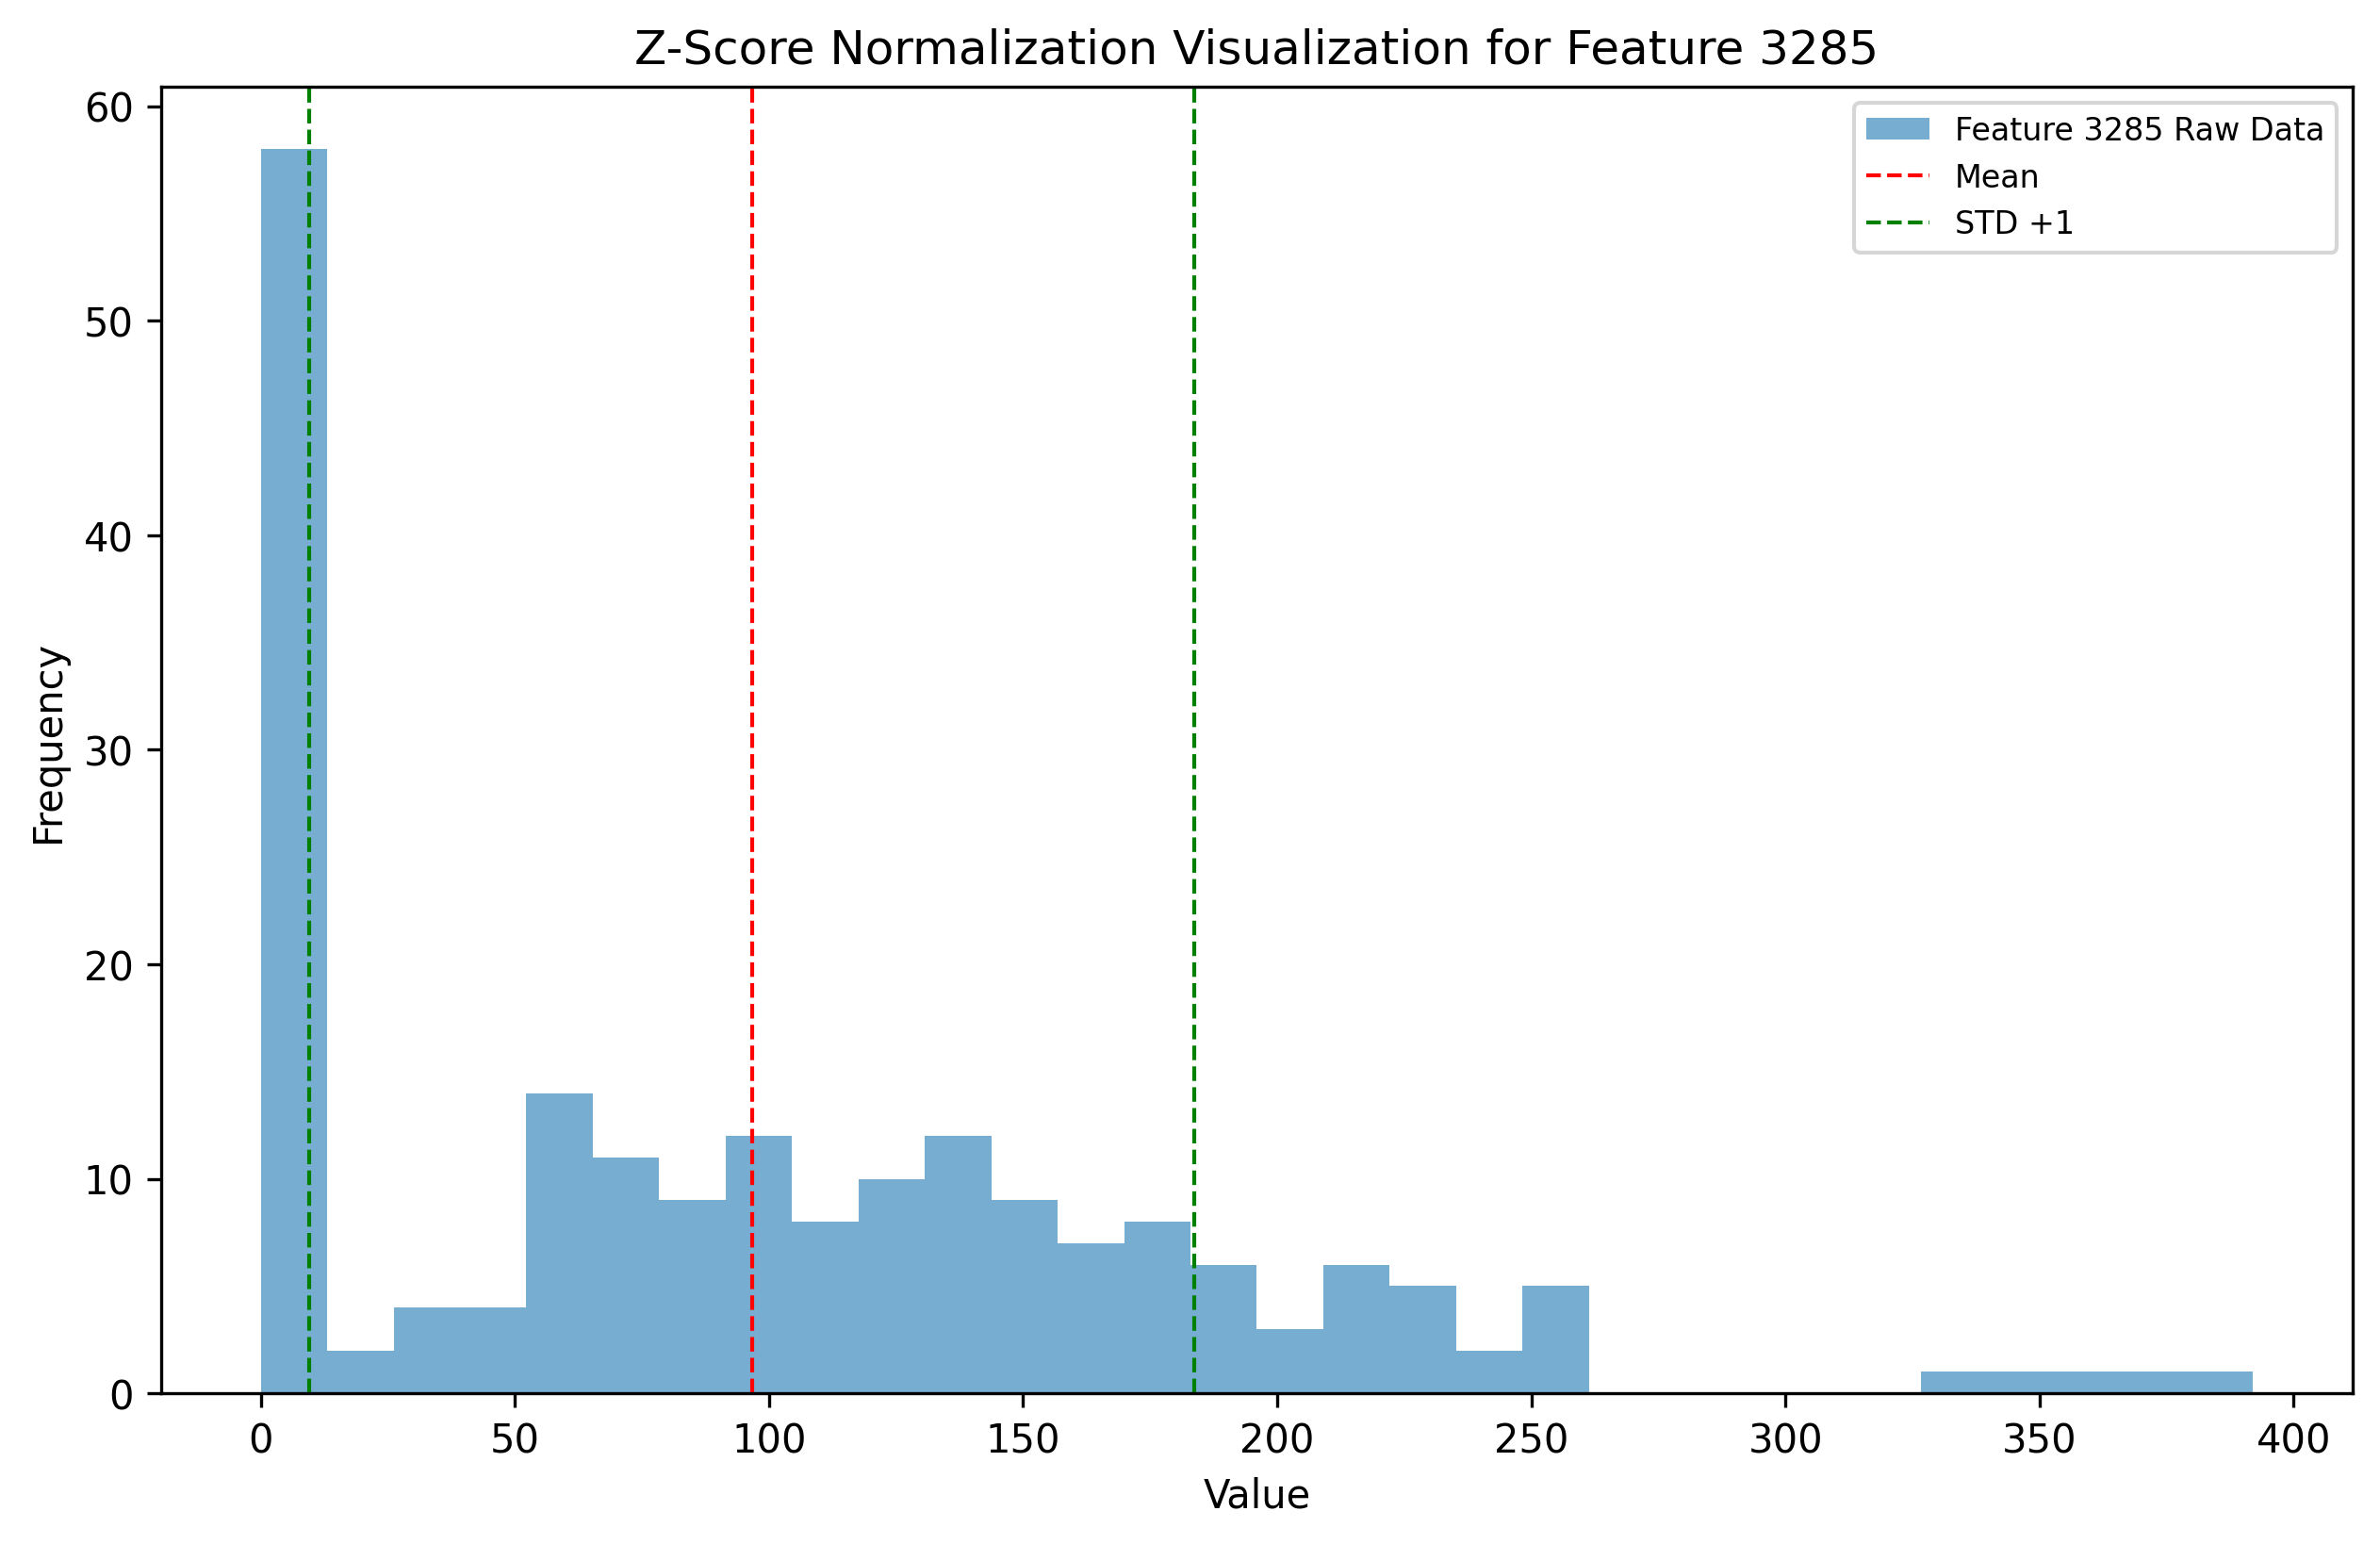 Z-Score Normalization Visualization for Feature 3285
Feature 3285 Raw Data
Mean
STD +1
60
50
40
30
20
10
0
Frequency
0 50 100 150 200 250 300 350 400
Value